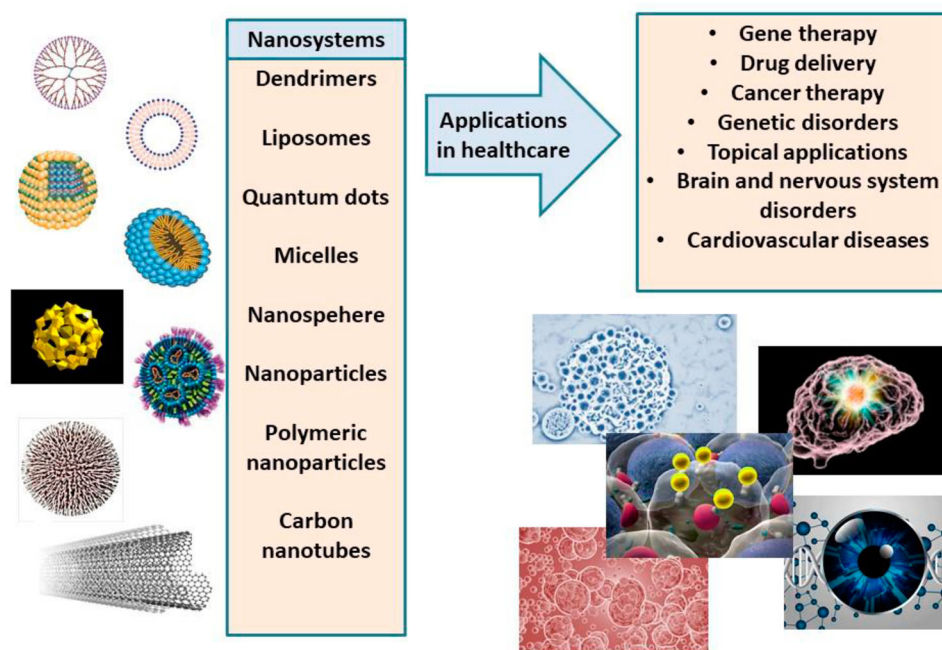 Nanosystems
Dendrimers
Liposomes
Quantum dots
Micelles
Nanospehere
Nanoparticles
Polymeric
nanoparticles
Carbon
nanotubes
Applications
in healthcare
• Gene therapy
• Drug delivery
• Cancer therapy
• Genetic disorders
• Topical applications
• Brain and nervous system
disorders
• Cardiovascular diseases